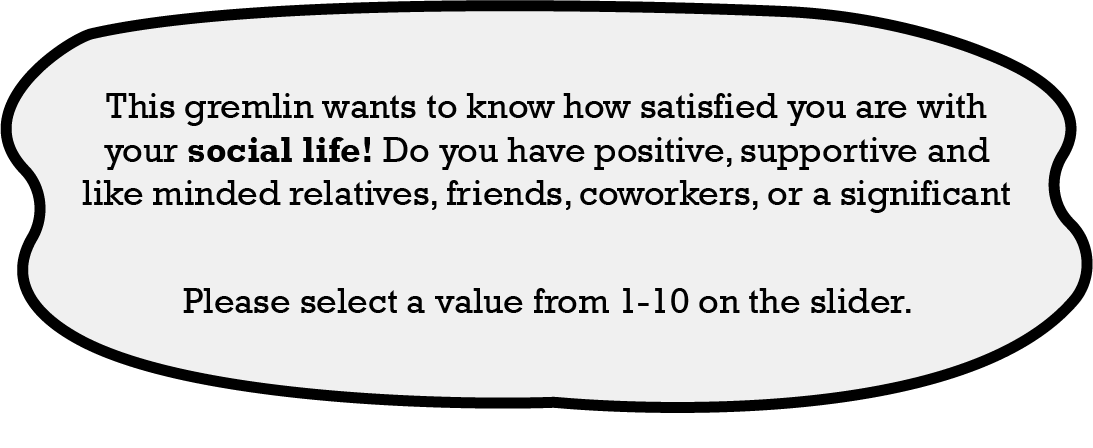 This gremlin wants to know how satisfied you are with
your social life! Do you have positive, supportive and
like minded relatives, friends, coworkers, or a significant
Please select a value from 1-10 on the slider.